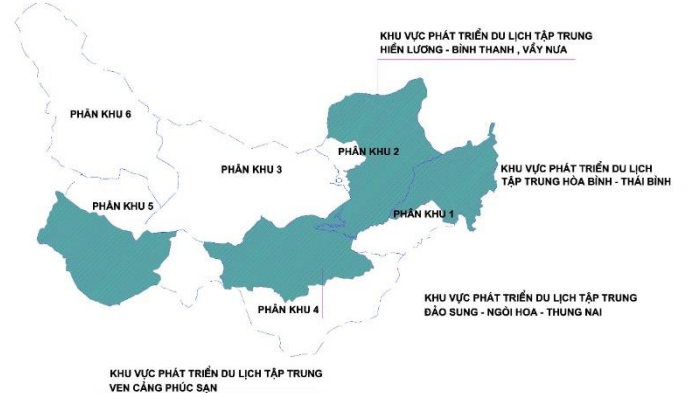 KHU VỰC PHÁT TRIỂN DU LỊCH TẬP TRUNG
HIỀN LƯƠNG - BÌNH THANH , VẦY NƯA
PHÂN KHU 6
PHÂN KHU 2
PHÂN KHU 3
KHU VỰC PHÁT TRIỂN DU LỊCH
TẬP TRUNG HÒA BÌNH - THÁI BÌNH
PHÂN KHU 5
PHÂN KHU 1
KHU VỰC PHÁT TRIỂN DU LỊCH TẬP TRUNG
ĐẢO SUNG - NGÒI HOA - THUNG NAI
PHÂN KHU 4
KHU VỰC PHÁT TRIỂN DU LỊCH TẬP TRUNG
VEN CẢNG PHÚC SẠN